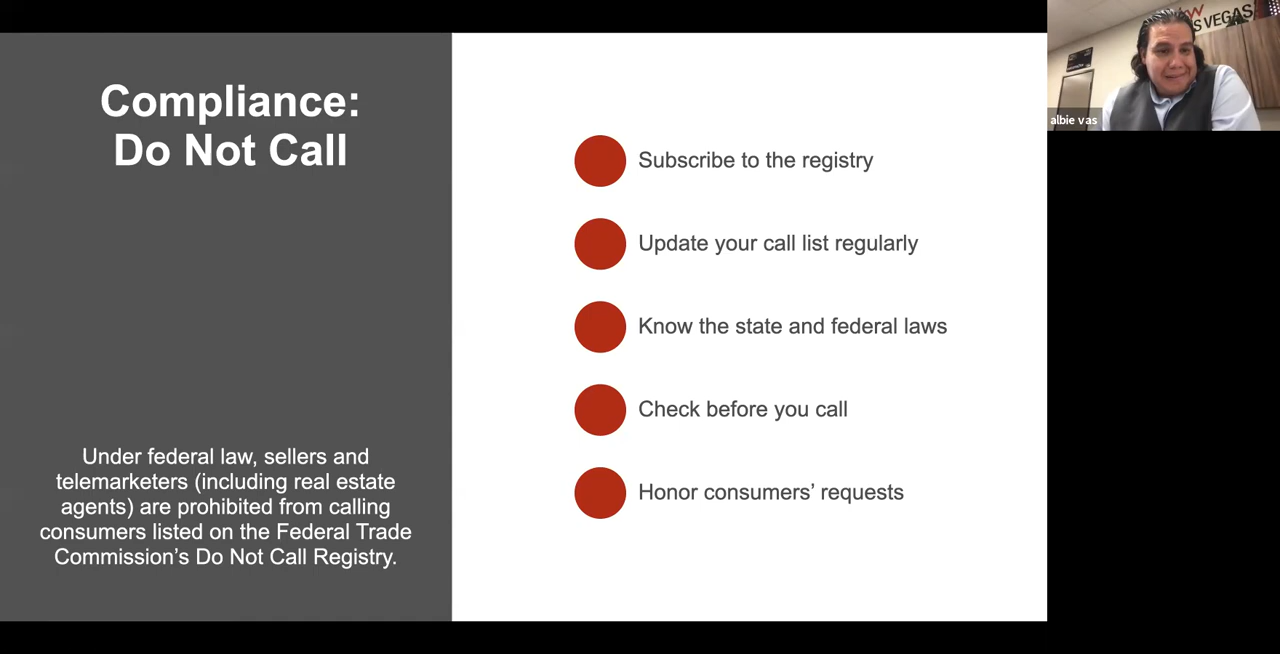 Compliance:
Do Not Call
Under federal law, sellers and
telemarketers (including real estate
agents) are prohibited from calling
consumers listed on the Federal Trade
Commission’s Do Not Call Registry.
Subscribe to the registry
Update your call list regularly
Know the state and federal laws
Check before you call
Honor consumers’ requests
VEGAS
albie vas